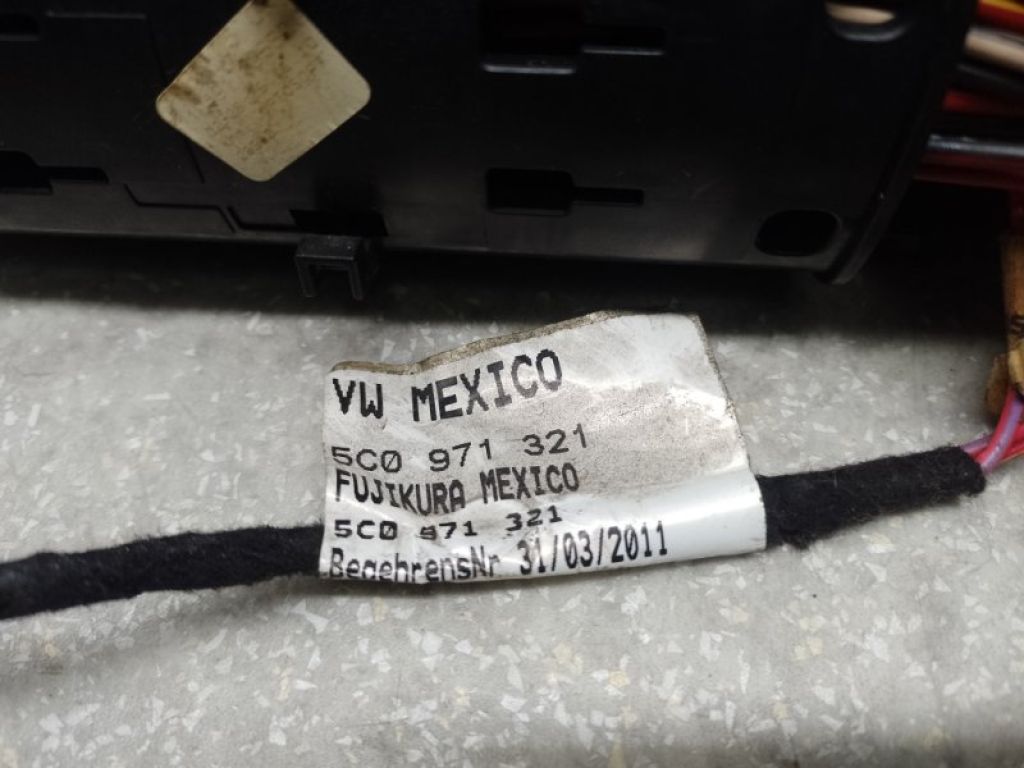 VW MEXICO
5C0 971 321
FUJIKURA MEXICO
5C0 971 321
BegehrensNr 31/03/2011